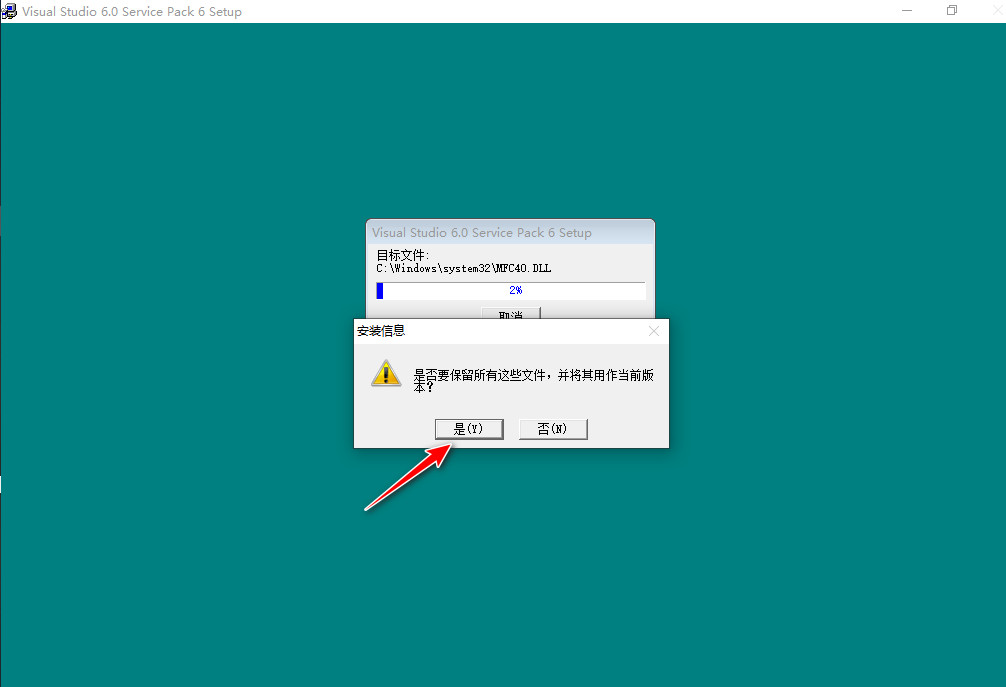 Visual Studio 6.0 Service Pack 6 Setup
Visual Studio 6.0 Service Pack 6 Setup
目标文件:
C:\Windows\system32\MFC40.DLL
2%
取消
安装信息
是否要保留所有这些文件，并将其用作当前版
本？
是(Y)
否(N)